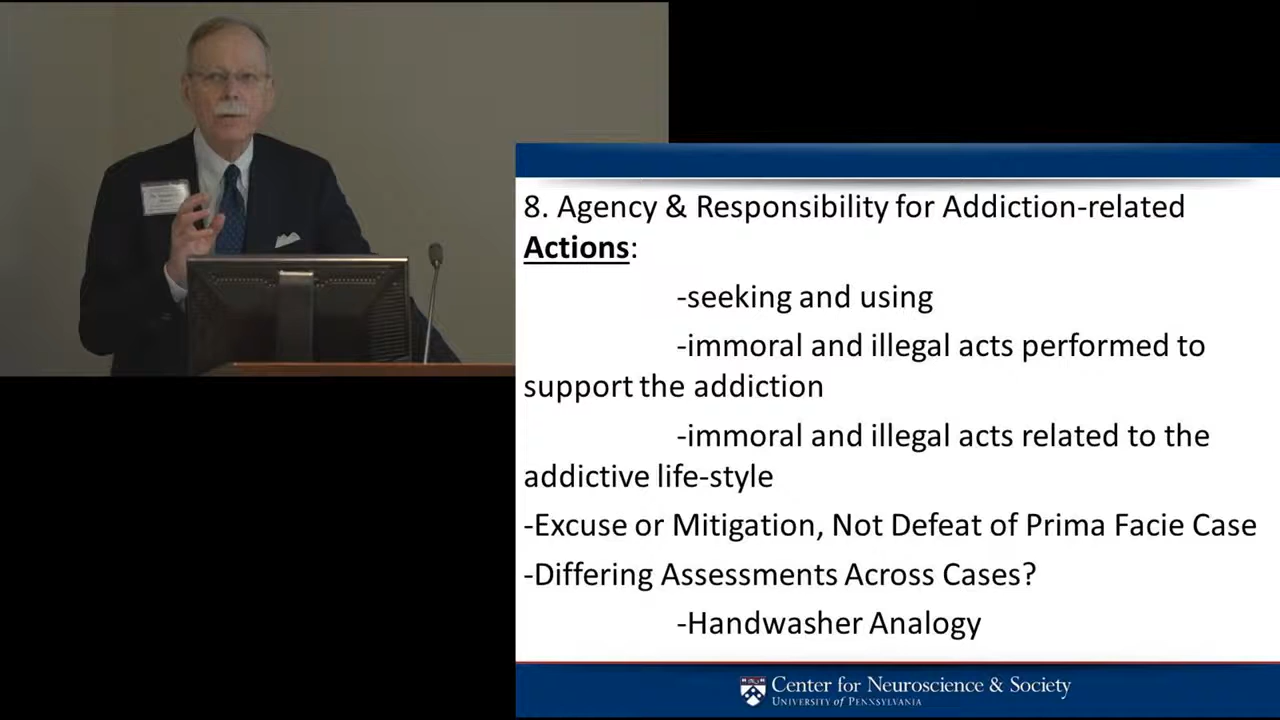 8. Agency & Responsibility for Addiction-related
Actions:
-seeking and using
-immoral and illegal acts performed to
support the addiction
-immoral and illegal acts related to the
addictive life-style
-Excuse or Mitigation, Not Defeat of Prima Facie Case
-Differing Assessments Across Cases?
-Handwasher Analogy
Center for Neuroscience & Society
UNIVERSITY of PENNSYLVANIA